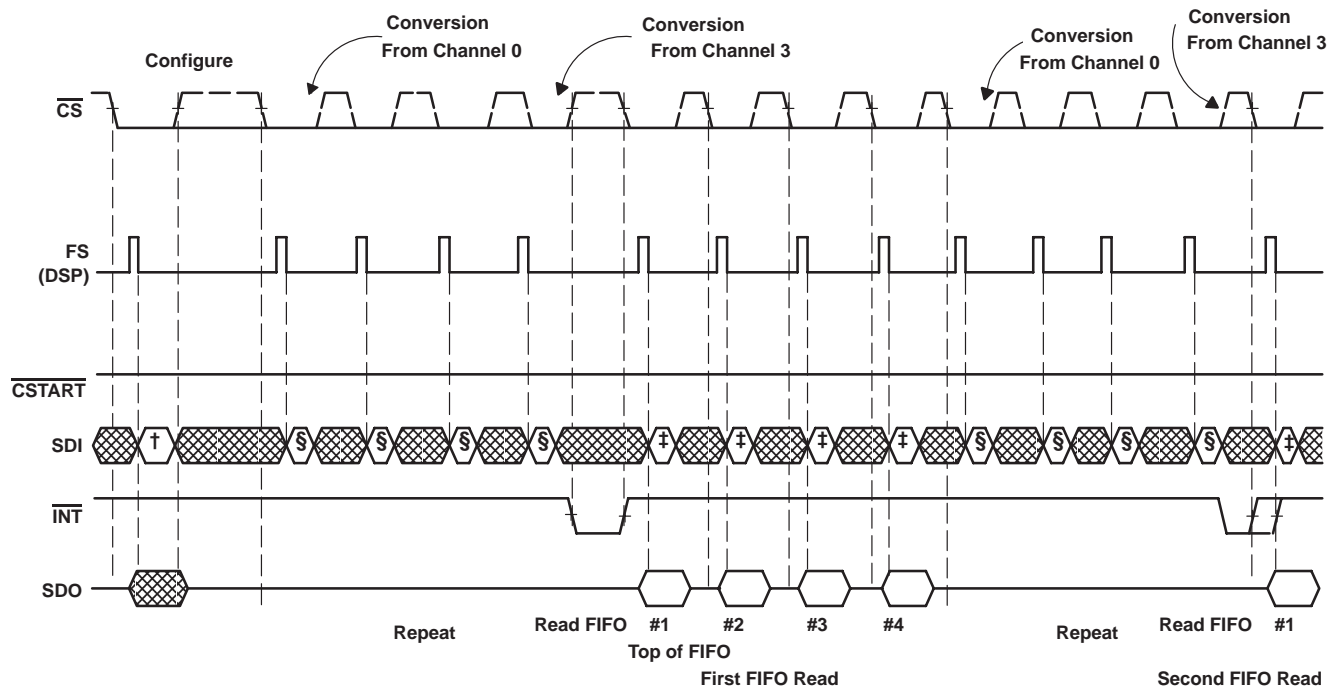 Conversion
From Channel 0
Conversion
From Channel 3
Conversion
From Channel 0
Conversion
From Channel 3
Configure
CS
FS
(DSP)
CSTART
SDI
† § § § § ‡ ‡ ‡ ‡ § § § § ‡
INT
SDO
Repeat
Read FIFO #1 #2 #3 #4
Top of FIFO
First FIFO Read
Repeat
Read FIFO #1
Second FIFO Read